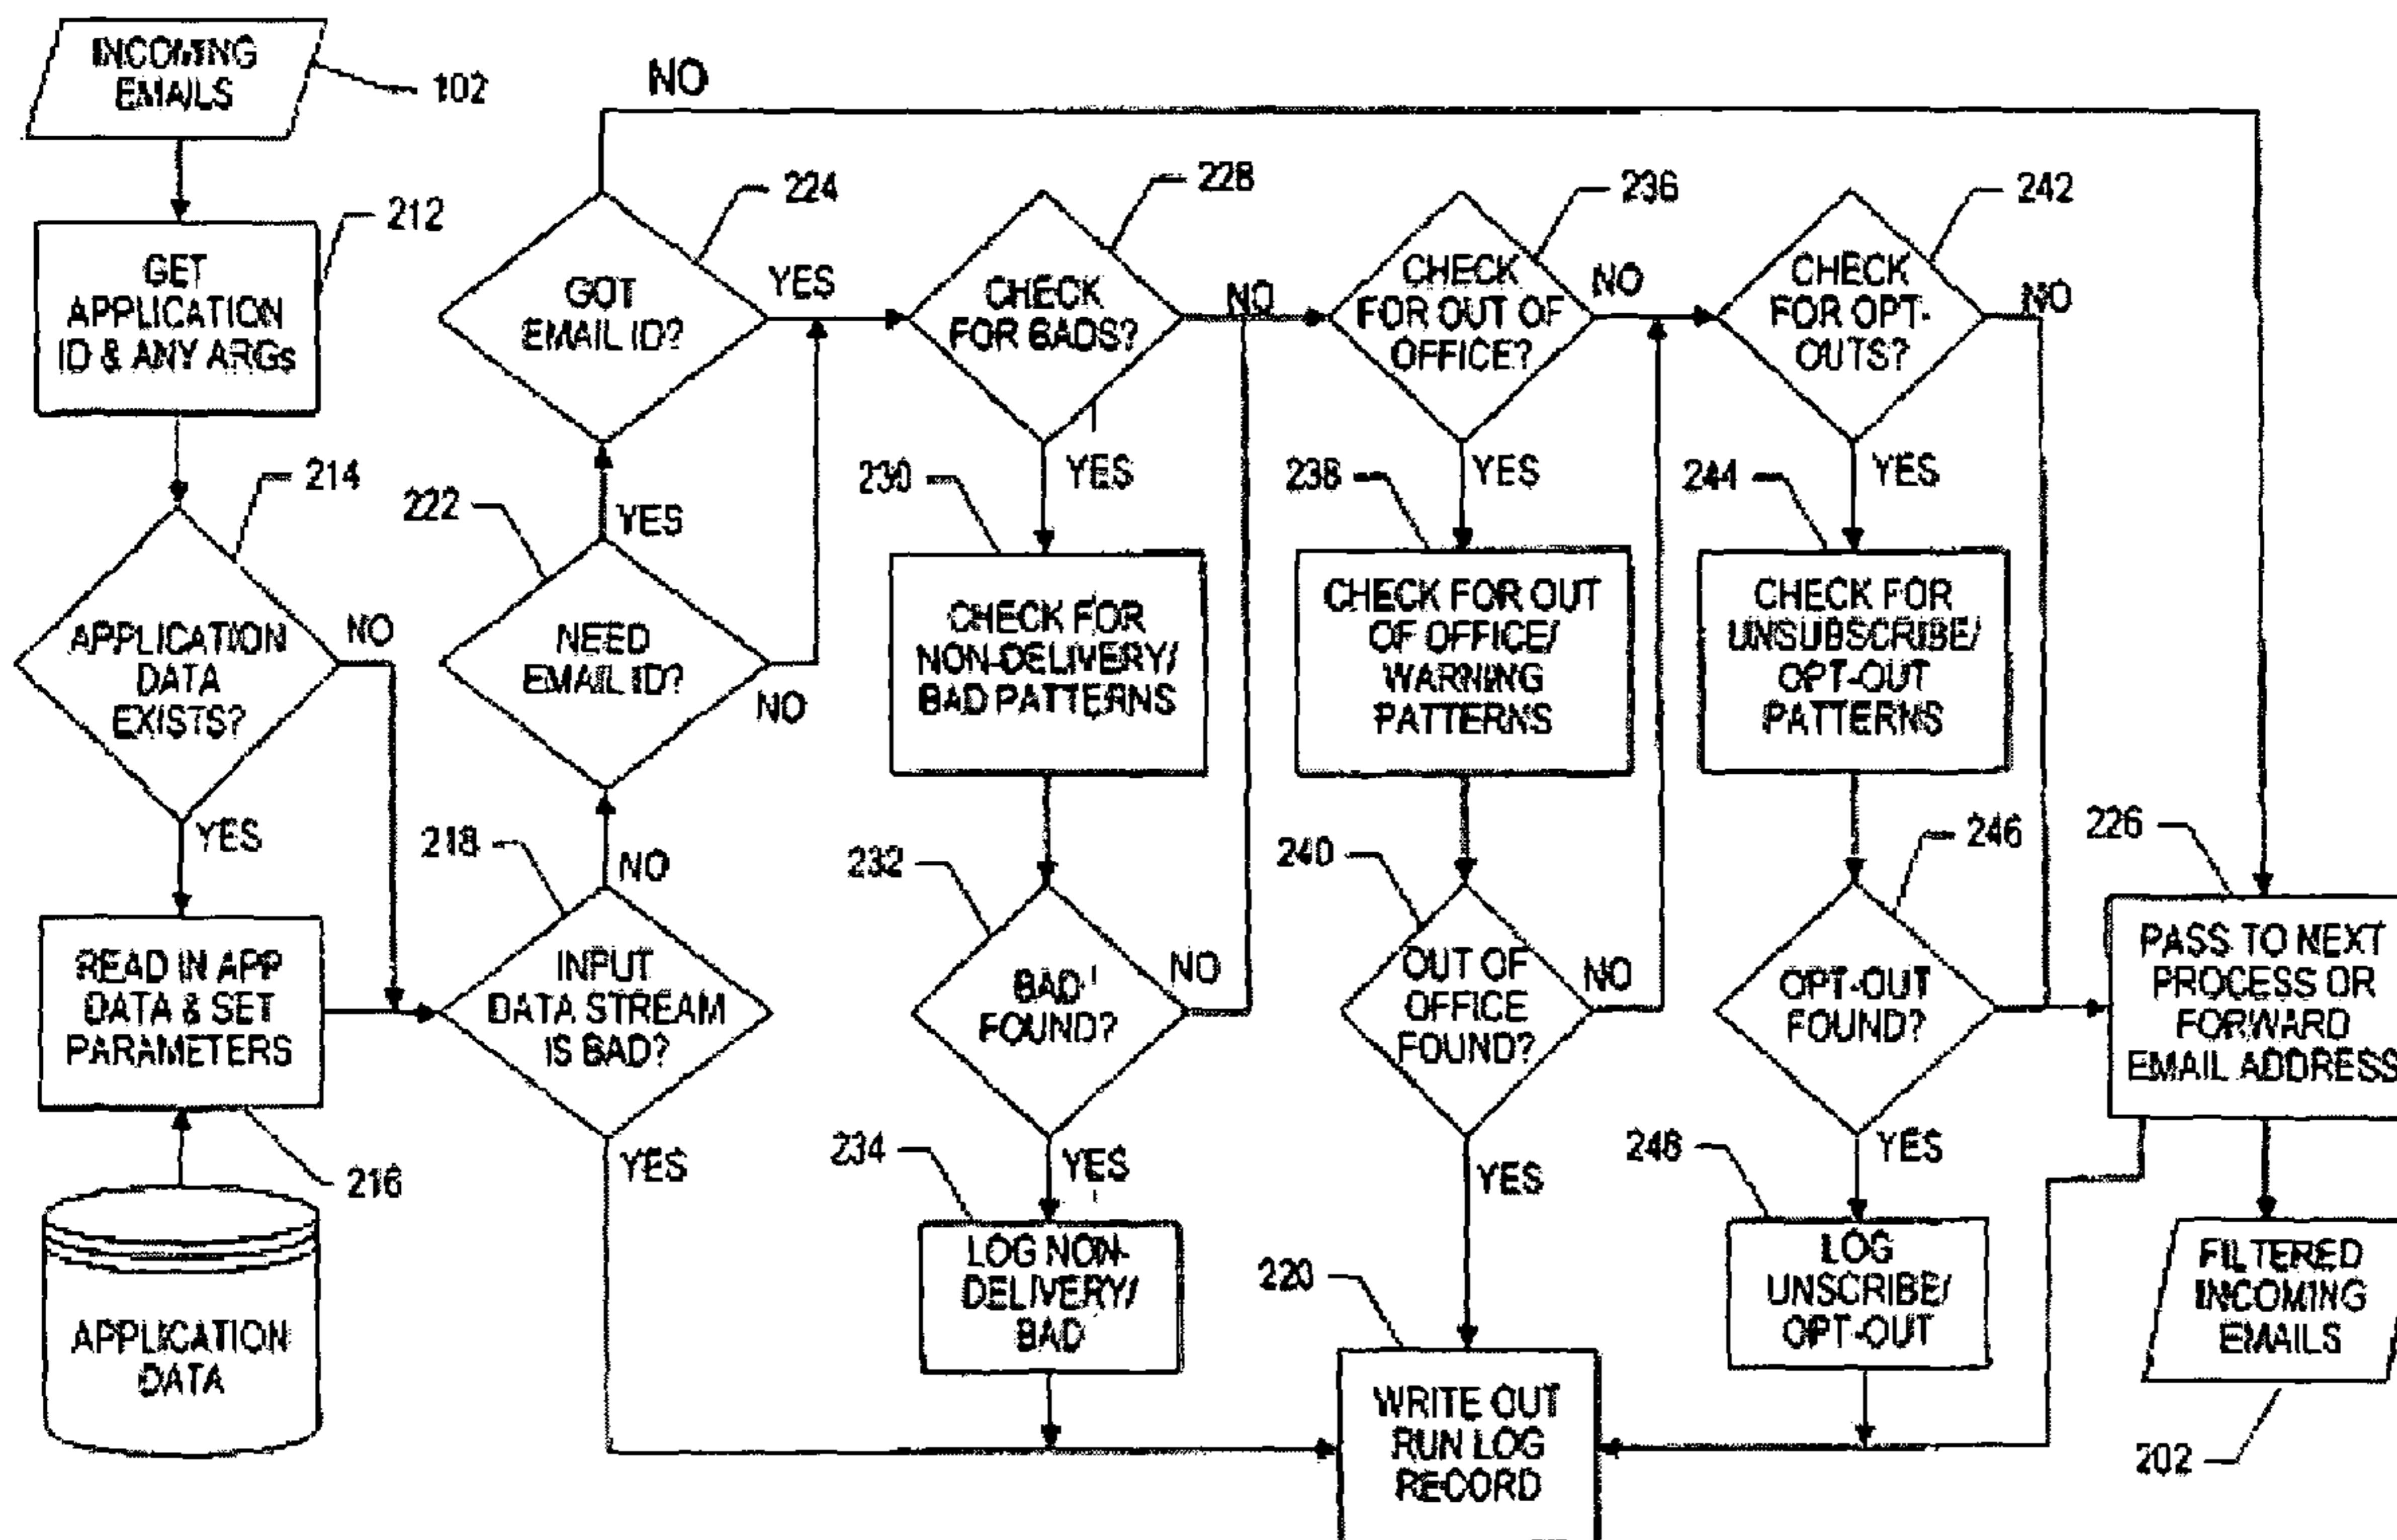 INCOMING
EMAILS
102
GET
APPLICATION
ID & ANY ARGs
212
APPLICATION
DATA
EXISTS?
214
NO
YES
READ IN APP
DATA & SET
PARAMETERS
216
APPLICATION
DATA
NO
GOT
EMAIL ID?
224
YES
YES
NEED
EMAIL ID?
222
NO
NO
INPUT
DATA STREAM
IS BAD?
218
YES
CHECK
FOR BADS?
228
NO
YES
CHECK FOR
NON-DELIVERY/
BAD PATTERNS
230
BAD
FOUND?
232
NO
YES
LOG NON-
DELIVERY/
BAD
234
CHECK
FOR OUT OF
OFFICE?
236
NO
YES
CHECK FOR OUT
OF OFFICE/
WARNING
PATTERNS
238
OUT OF
OFFICE
FOUND?
240
NO
YES
WRITE OUT
RUN LOG
RECORD
220
CHECK
FOR OPT-
OUTS?
242
NO
YES
CHECK FOR
UNSUBSCRIBE/
OPT-OUT
PATTERNS
244
OPT-OUT
FOUND?
246
YES
LOG
UNSCRIBE/
OPT-OUT
248
PASS TO NEXT
PROCESS OR
FORWARD
EMAIL ADDRESS
226
FILTERED
INCOMING
EMAILS
202